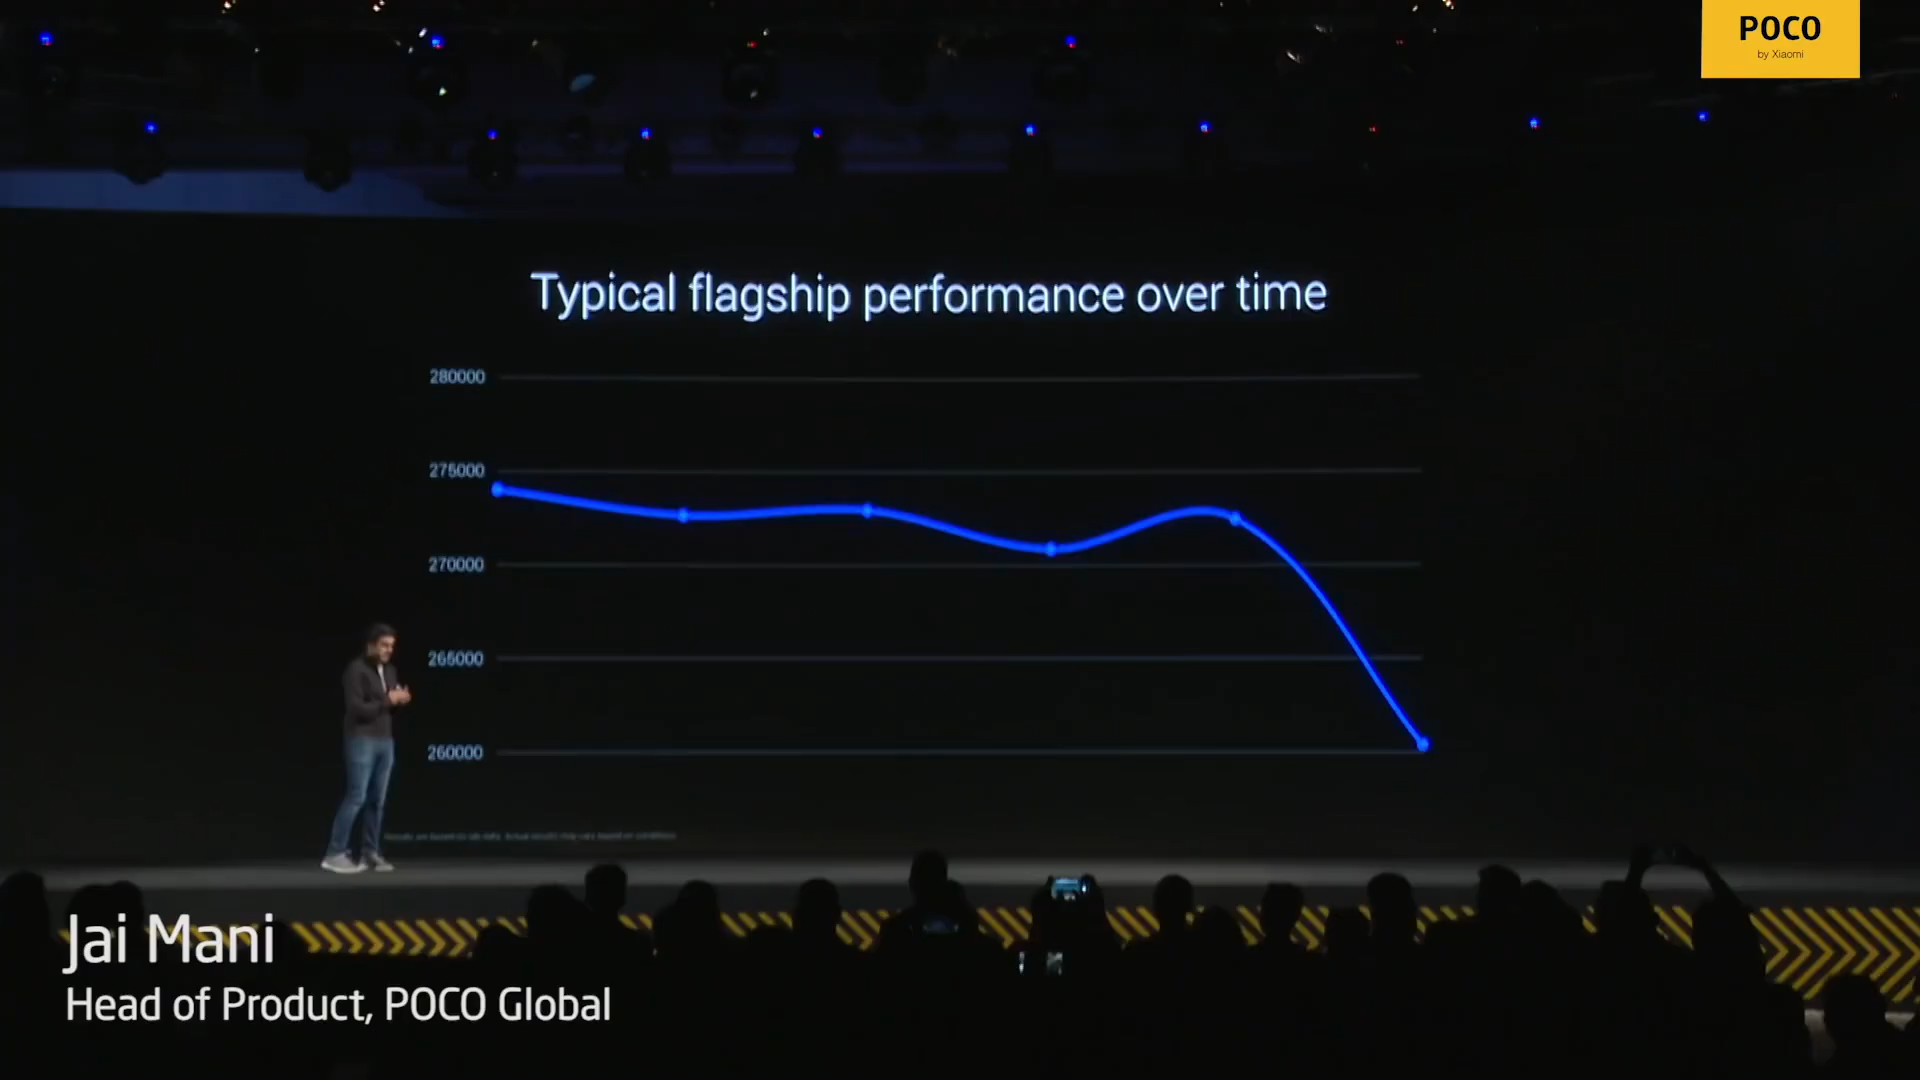 POCO
by Xiaomi
Typical flagship performance over time
280000
275000
270000
265000
260000
Jai Mani
Head of Product, POCO Global